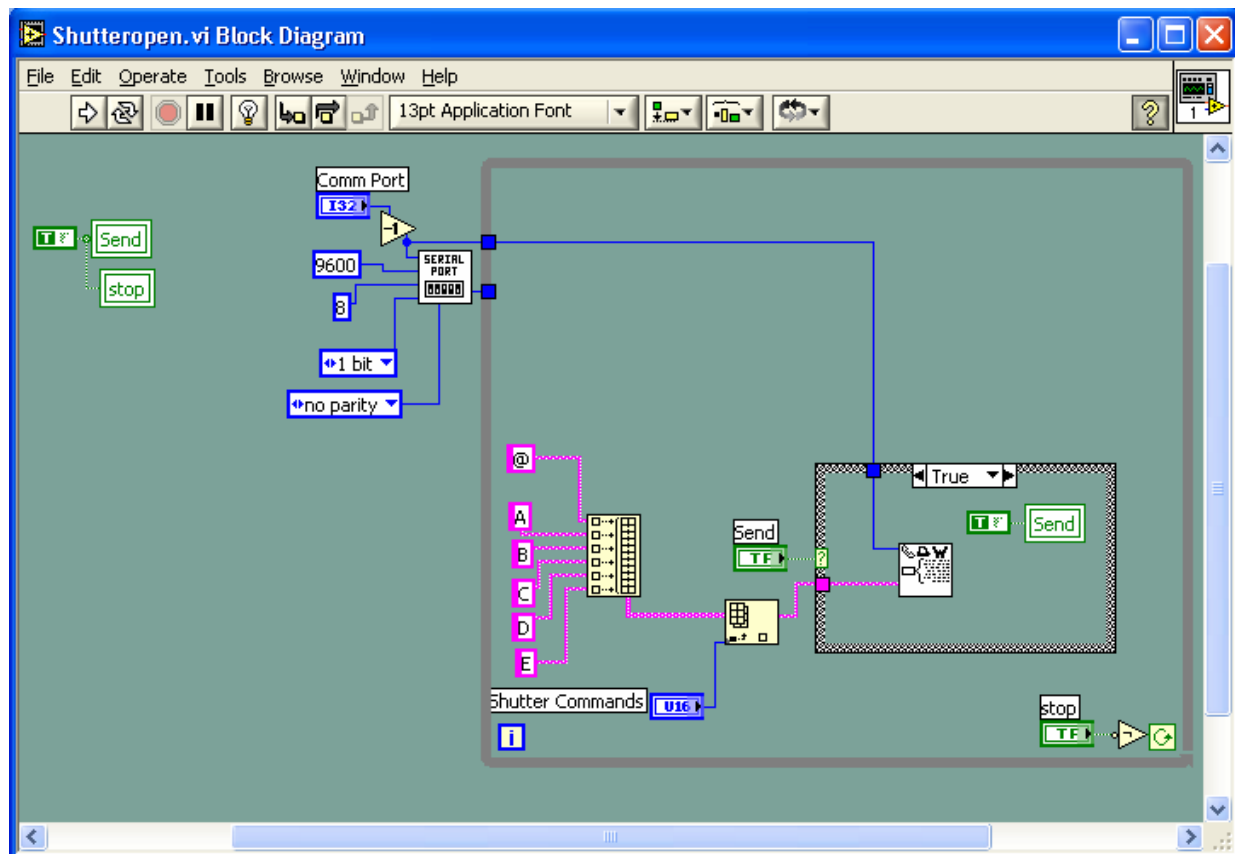 Shutteropen.vi Block Diagram
File Edit Operate Tools Browse Window Help
13pt Application Font
?
1
Comm Port
I32
-1
T
Send
stop
9600
SERIAL
PORT
8
1 bit
no parity
@
A
B
C
D
E
Send
TF
?
True
T
Send
W
Shutter Commands
U16
i
stop
TF